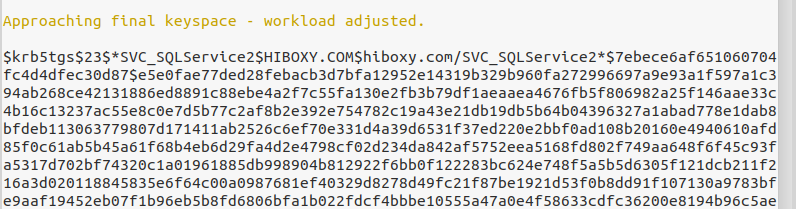 Approaching final keyspace - workload adjusted.
$krb5tgs$23$*SVC_SQLService2$HIBOXY.COM$hiboxy.com/SVC_SQLService2*$7ebece6af651060704
fc4d4dfec30d87$e5e0fae77ded28febacb3d7bfa12952e14319b329b960fa272996697a9e93a1f597a1c3
94ab268ce42131886ed8891c88ebe4a2f7c55fa130e2fb3b79df1aeaaea4676fb5f806982a25f146aae33c
4b16c13237ac55e8c0e7d5b77c2af8b2e392e754782c19a43e21db19db5b64b04396327a1abad778e1dab8
bfdeb113063779807d171411ab2526c6ef70e331d4a39d6531f37ed220e2bbf0ad108b20160e4940610afd
85f0c61ab5b45a61f68b4eb6d29fa4d2e4798cf02d234da842af5752eea5168fd802f749aa648f6f45c93f
a5317d702bf74320c1a01961885db998904b812922f6bb0f122283bc624e748f5a5b5d6305f121dcb211f2
16a3d020118845835e6f64c00a0987681ef40329d8278d49fc21f87be1921d53f0b8dd91f107130a9783bf
e9aaf19452eb07f1b96eb5b8fd6806bfa1b022fdcf4bbbe10555a47a0e4f58633cdfc36200e8194b96c5ae